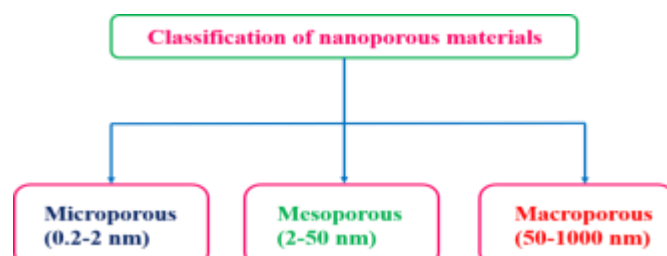 Classification of nanoporous materials
Microporous
(0.2-2 nm)
Mesoporous
(2-50 nm)
Macroporous
(50-1000 nm)